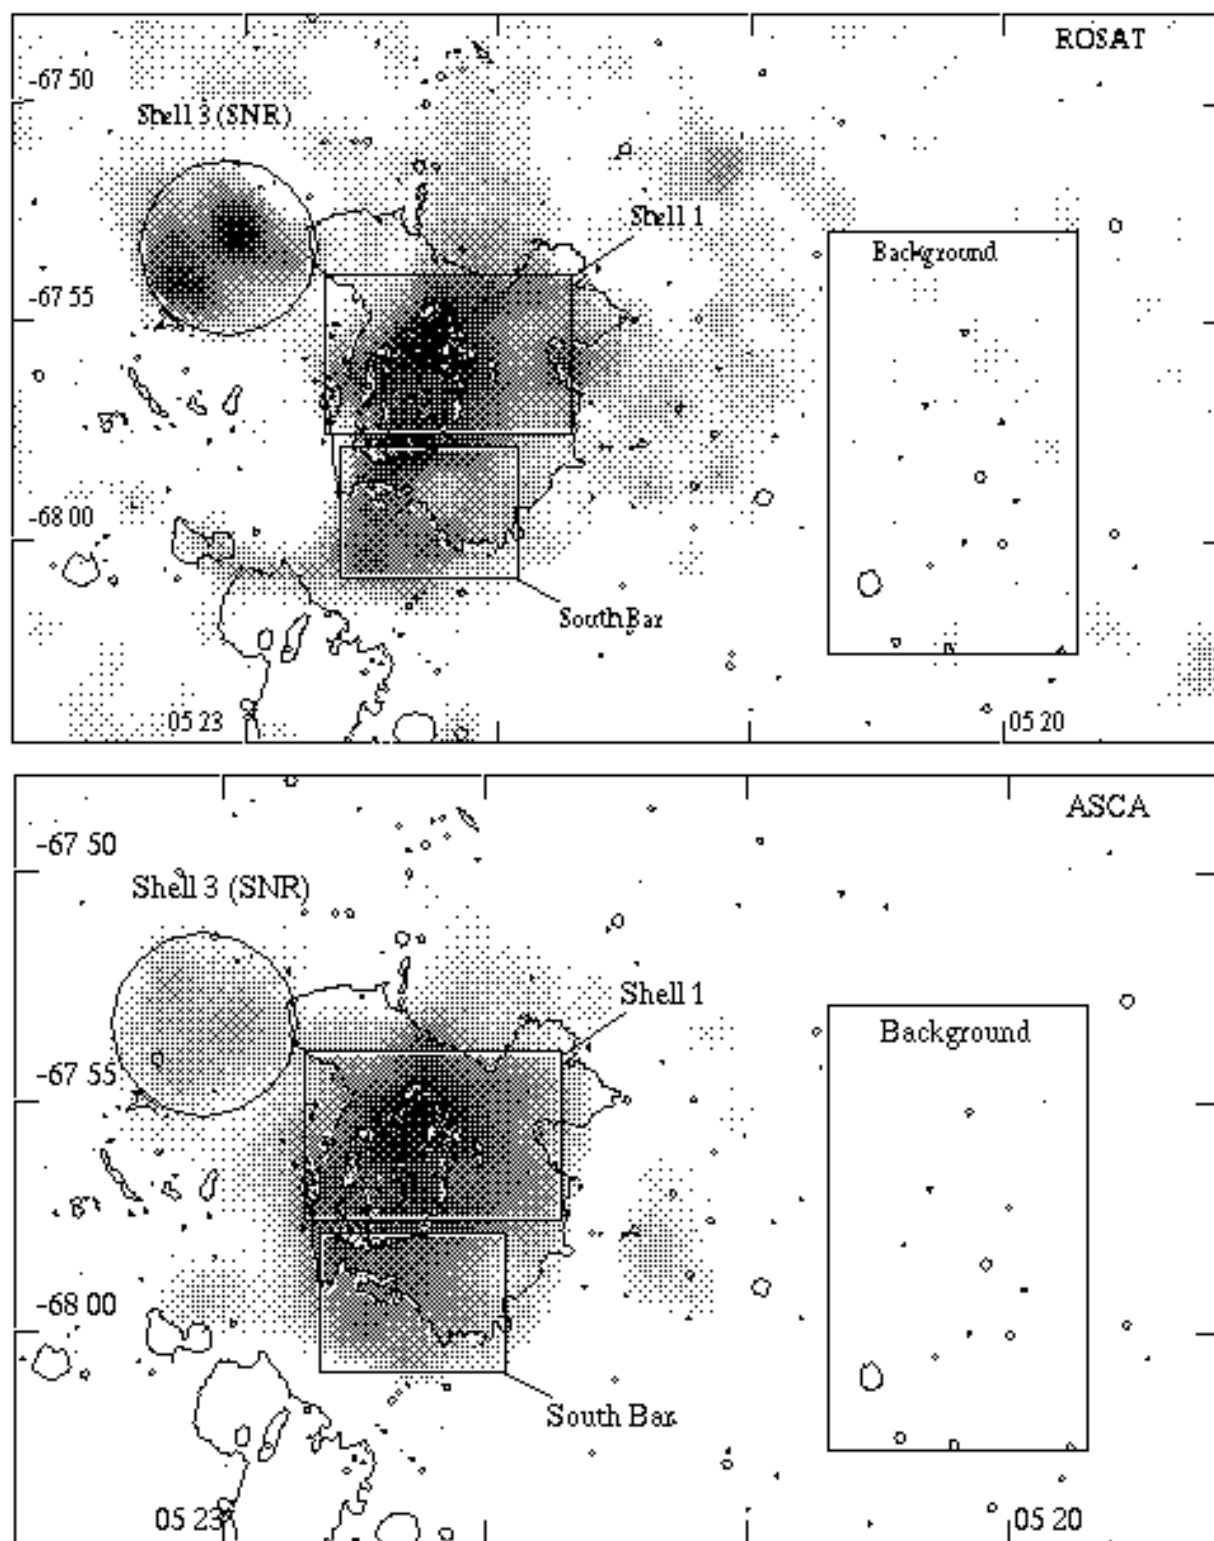 ROSAT
-67 50
Shell 3 (SNR)
Shell 1
Background
-67 55
-68 00
South Bar
05 23
05 20
ASCA
-67 50
Shell 3 (SNR)
Shell 1
Background
-67 55
-68 00
South Bar
05 23
05 20